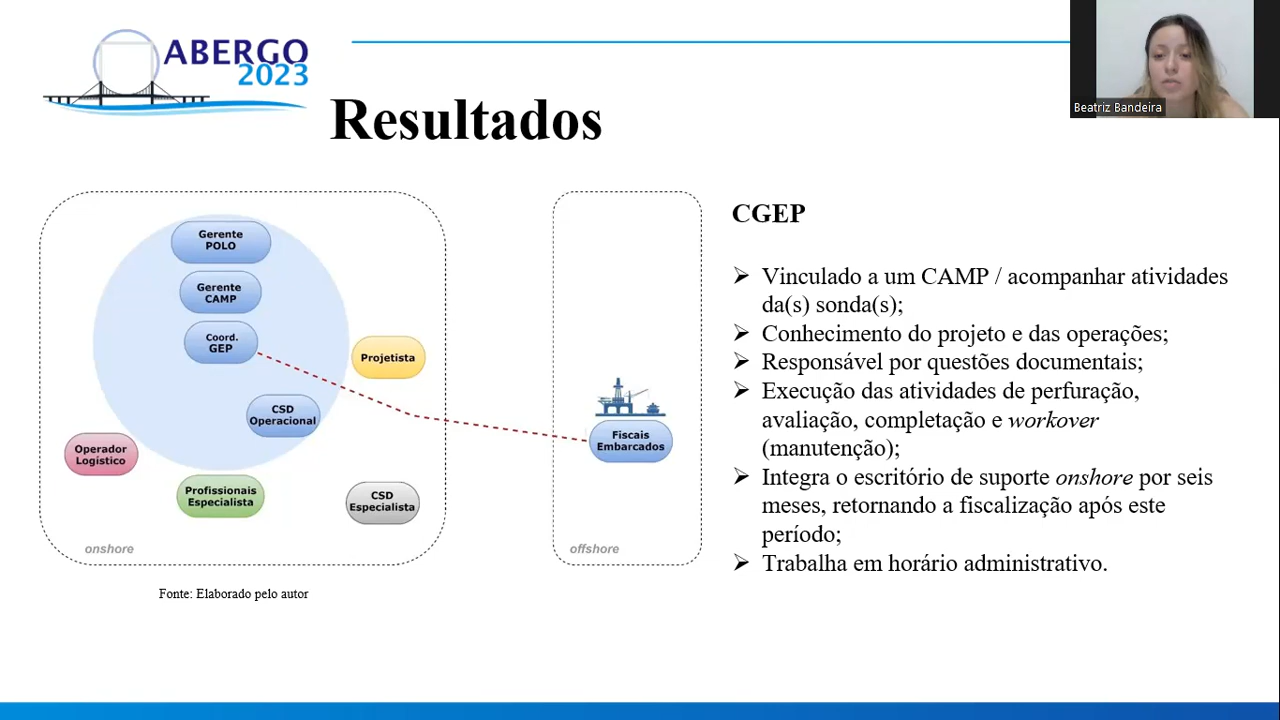 ABERGO
2023
Beatriz Bandeira
Resultados
Gerente
POLO
Gerente
CAMP
Coord.
GEP
Projetista
CSD
Operacional
Operador
Logístico
Profissionais
Especialista
CSD
Especialista
onshore
Fiscais
Embarcados
offshore
Fonte: Elaborado pelo autor
CGEP
Vinculado a um CAMP / acompanhar atividades
da(s) sonda(s);
Conhecimento do projeto e das operações;
Responsável por questões documentais;
Execução das atividades de perfuração,
avaliação, completação e workover
(manutenção);
Integra o escritório de suporte onshore por seis
meses, retornando a fiscalização após este
período;
Trabalha em horário administrativo.